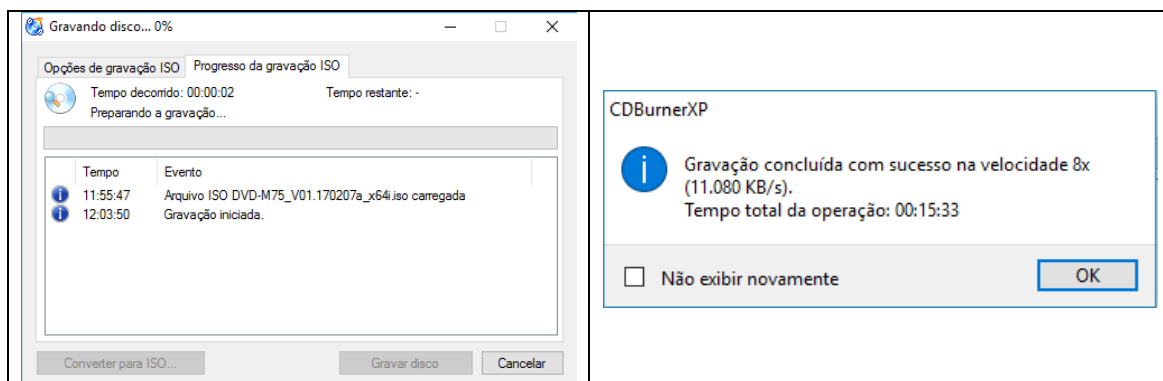 Gravando disco... 0%
Opções de gravação ISO
Progresso da gravação ISO
Tempo decorrido: 00:00:02
Tempo restante: -
Preparando a gravação...
Tempo
Evento
11:55:47
Arquivo ISO DVD-M75_V01.170207a_x64i.iso carregada
12:03:50
Gravação iniciada.
Converter para ISO...
Gravar disco
Cancelar
CDBurnerXP
Gravação concluída com sucesso na velocidade 8x
(11.080 KB/s).
Tempo total da operação: 00:15:33
Não exibir novamente
OK